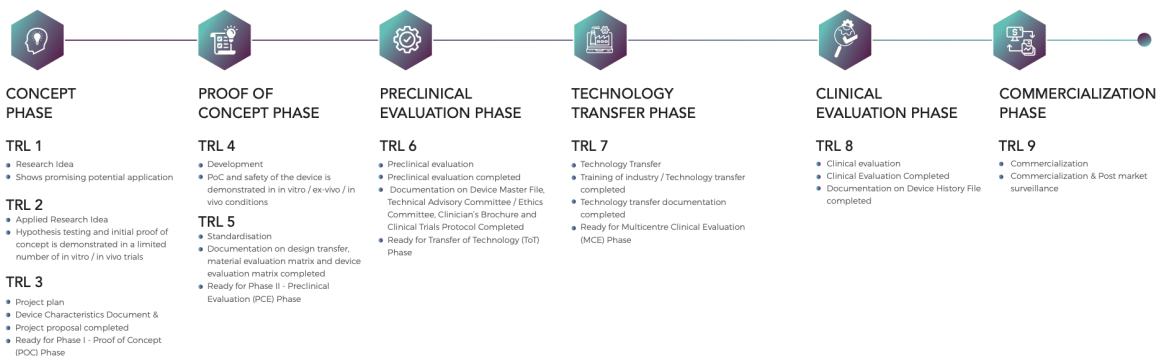 CONCEPT
PHASE
TRL 1
Research Idea
Shows promising potential application
TRL 2
Applied Research Idea
Hypothesis testing and initial proof of
concept is demonstrated in a limited
number of in vitro / in vivo trials
TRL 3
Project plan
Device Characteristics Document &
Project proposal completed
Ready for Phase I - Proof of Concept
(POC) Phase
PROOF OF
CONCEPT PHASE
TRL 4
Development
PoC and safety of the device is
demonstrated in in vitro / ex-vivo / in
vivo conditions
TRL 5
Standardisation
Documentation on design transfer,
material evaluation matrix and device
evaluation matrix completed
Ready for Phase II - Preclinical
Evaluation (PCE) Phase
PRECLINICAL
EVALUATION PHASE
TRL 6
Preclinical evaluation
Preclinical evaluation completed
Documentation on Device Master File,
Technical Advisory Committee / Ethics
Committee, Clinician's Brochure and
Clinical Trials Protocol Completed
Ready for Transfer of Technology (ToT)
Phase
TECHNOLOGY
TRANSFER PHASE
TRL 7
Technology Transfer
Training of industry / Technology transfer
completed
Technology transfer documentation
completed
Ready for Multicentre Clinical Evaluation
(MCE) Phase
CLINICAL
EVALUATION PHASE
TRL 8
Clinical evaluation
Clinical Evaluation Completed
Documentation on Device History File
completed
COMMERCIALIZATION
PHASE
TRL 9
Commercialization
Commercialization & Post market
surveillance